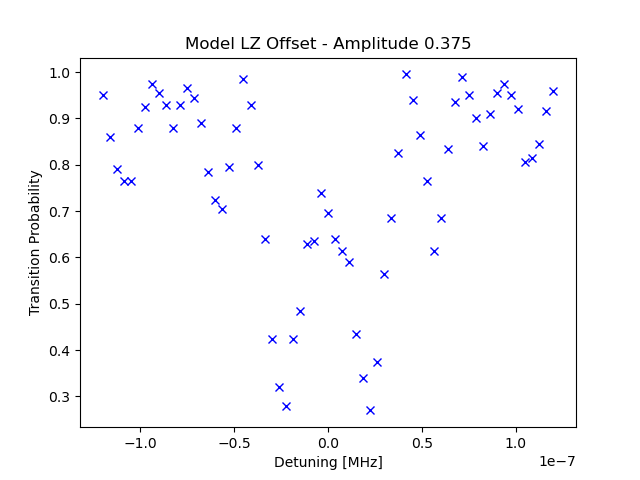 Model LZ Offset - Amplitude 0.375
1.0
0.9
0.8
0.7
0.6
0.5
0.4
0.3
Transition Probability
−1.0 −0.5 0.0 0.5 1.0
1e−7
Detuning [MHz]